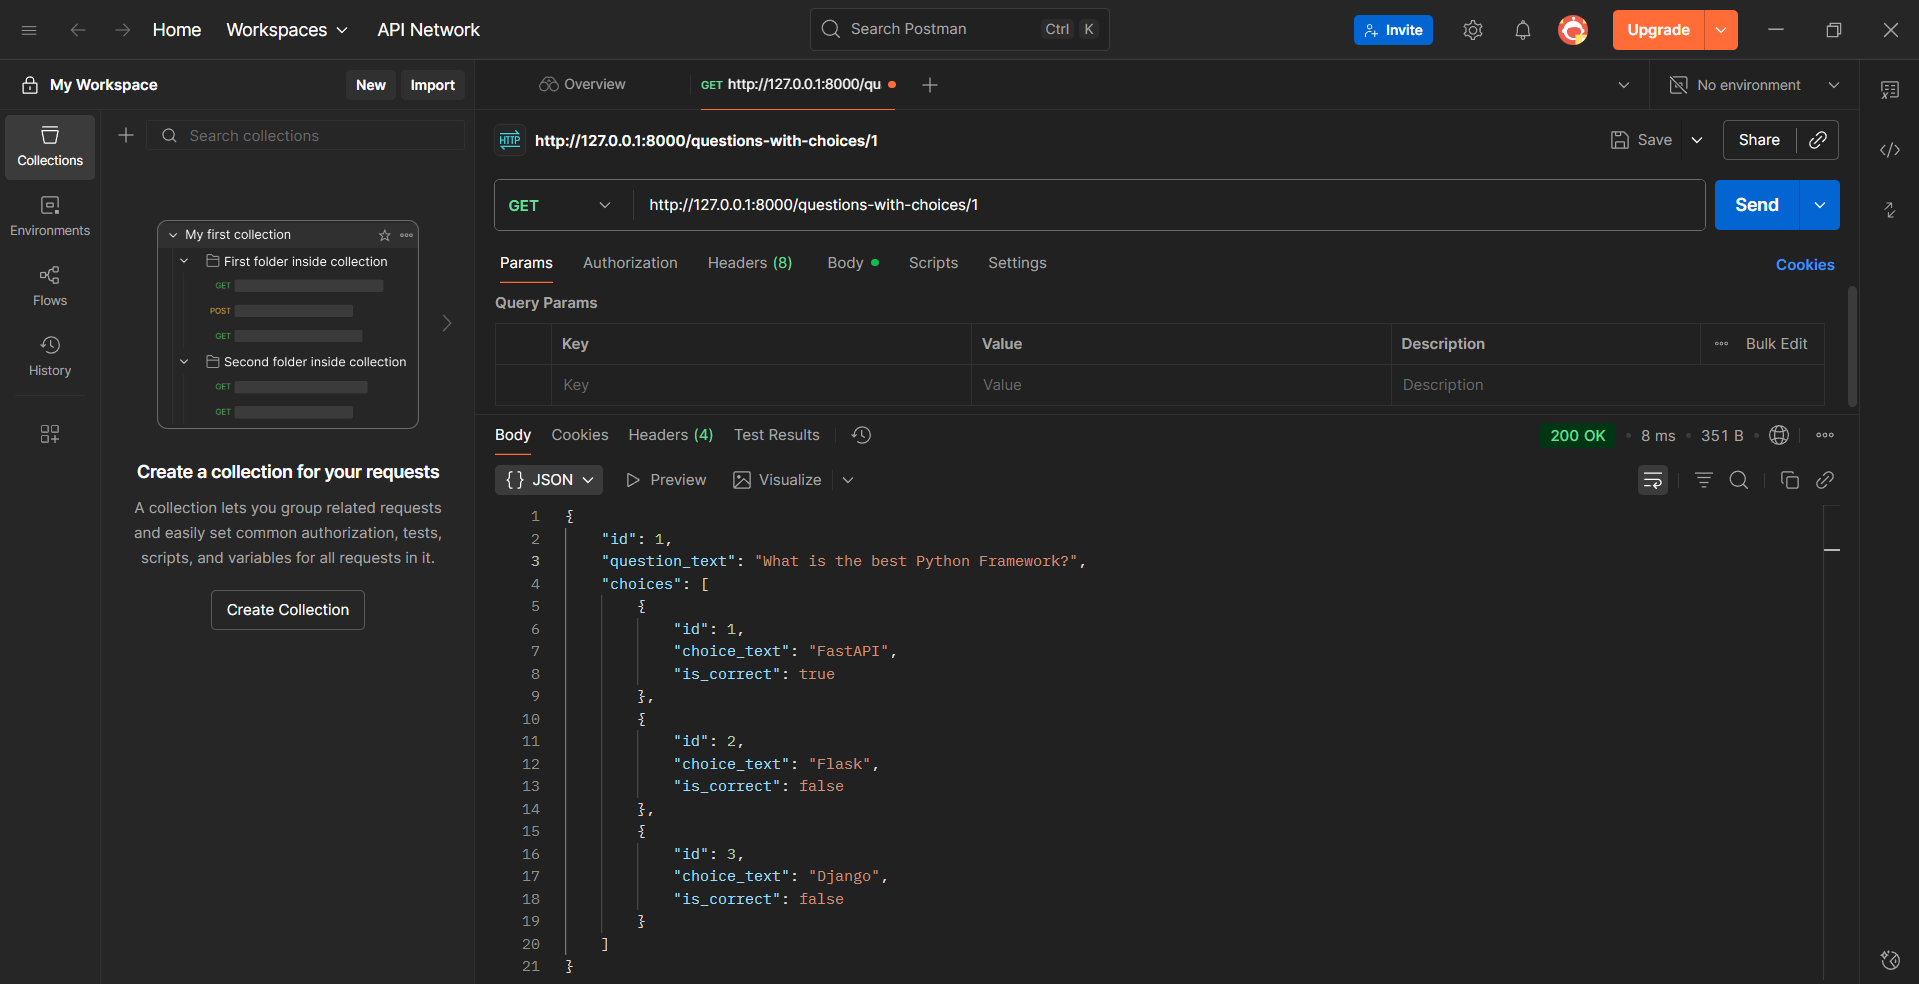 Home
Workspaces
API Network
Search Postman
Ctrl
K
Invite
Upgrade
My Workspace
New
Import
Overview
GET http://127.0.0.1:8000/qu
No environment
Collections
Environments
Flows
History
Search collections
My first collection
First folder inside collection
GET
POST
GET
Second folder inside collection
GET
GET
Create a collection for your requests
A collection lets you group related requests
and easily set common authorization, tests,
scripts, and variables for all requests in it.
Create Collection
HTTP
http://127.0.0.1:8000/questions-with-choices/1
Save
Share
GET
http://127.0.0.1:8000/questions-with-choices/1
Send
Params
Authorization
Headers (8)
Body
Scripts
Settings
Cookies
Query Params
Key
Value
Description
Bulk Edit
Key
Value
Description
Body
Cookies
Headers (4)
Test Results
200 OK
8 ms
351 B
{} JSON
Preview
Visualize
1 {
2 "id": 1,
3 "question_text": "What is the best Python Framework?",
4 "choices": [
5 {
6 "id": 1,
7 "choice_text": "FastAPI",
8 "is_correct": true
9 },
10 {
11 "id": 2,
12 "choice_text": "Flask",
13 "is_correct": false
14 },
15 {
16 "id": 3,
17 "choice_text": "Django",
18 "is_correct": false
19 }
20 ]
21 }